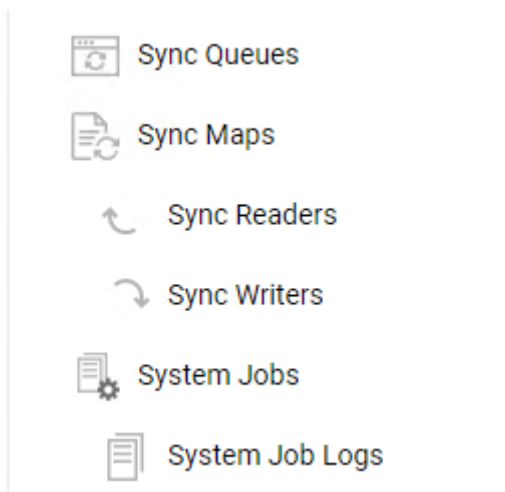 Sync Queues
Sync Maps
Sync Readers
Sync Writers
System Jobs
System Job Logs